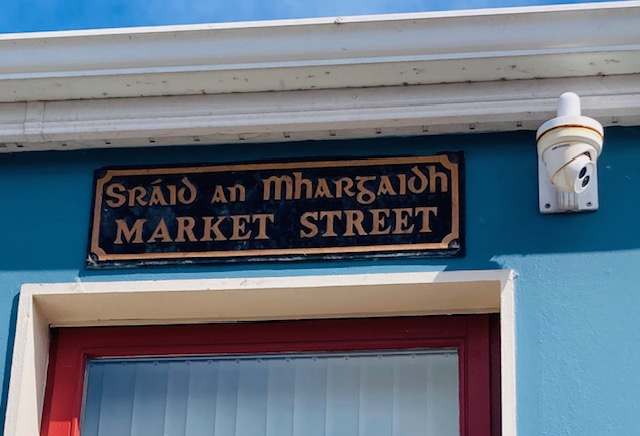 Sráid an Mhargaidh
MARKET STREET